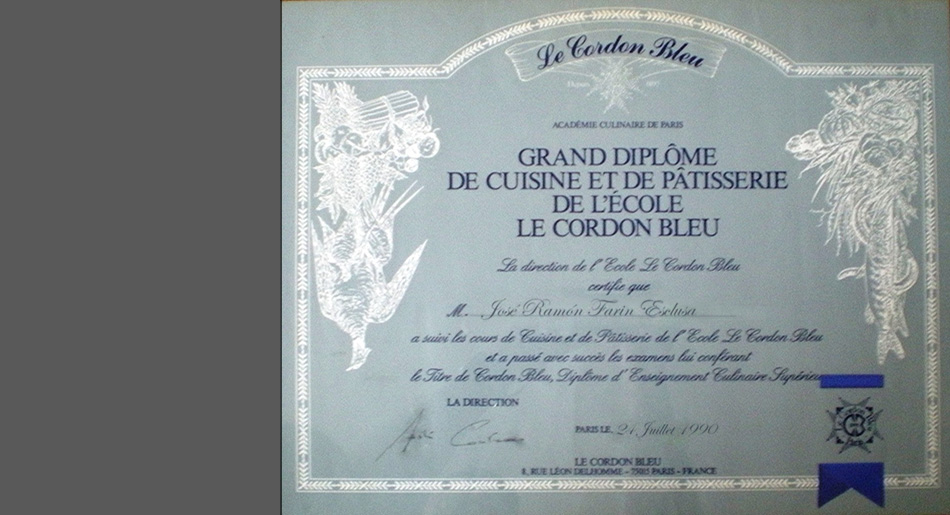 Le Cordon Bleu
ACADÉMIE CULINAIRE DE PARIS
GRAND DIPLÔME
DE CUISINE ET DE PÂTISSERIE
DE L'ÉCOLE
LE CORDON BLEU
La direction de l'Ecole Le Cordon Bleu
certifie que
M. José Ramón Farin Esclusa
a suivi les cours de Cuisine et de Pâtisserie de l'Ecole Le Cordon Bleu
et a passé avec succès les examens lui conférant
le Titre de Cordon Bleu, Diplôme d'Enseignement Culinaire
LA DIRECTION
PARIS LE, Juillet 1990
LE CORDON BLEU
8, RUE LÉON DELHOMME - 75015 PARIS - FRANCE